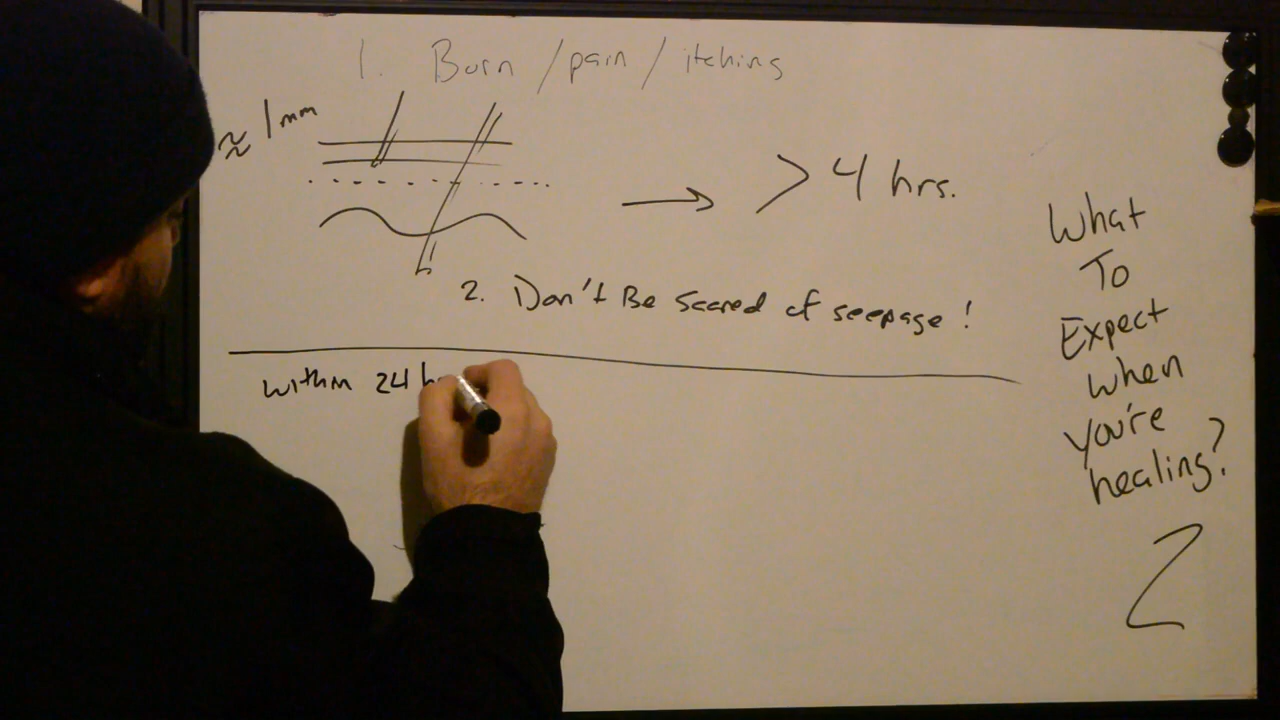 1. Burn / pain / itching
≈ 1mm
→ > 4 hrs.
2. Don't Be Scared of seepage!
within 24 h
What
To
Expect
when
you're
healing?
2